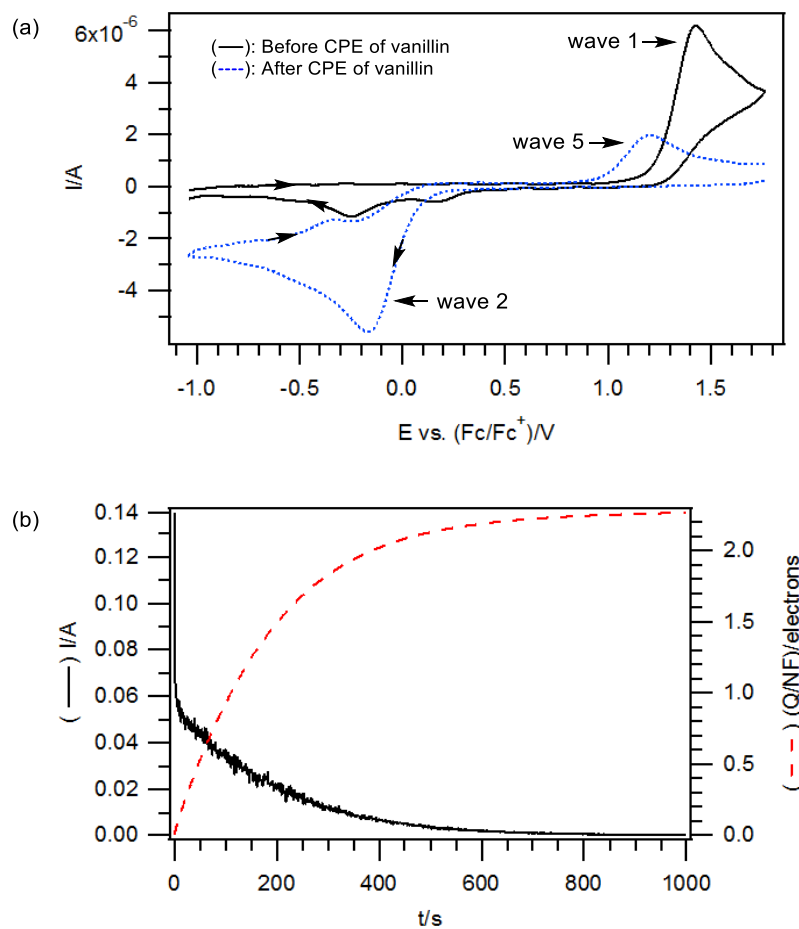 (a)
6x10-6
4
2
0
-2
-4
I/A
(—): Before CPE of vanillin
(----): After CPE of vanillin
wave 1
wave 5
wave 2
-1.0 -0.5 0.0 0.5 1.0 1.5
E vs. (Fc/Fc+)/V
(b)
0.14
0.12
0.10
0.08
0.06
0.04
0.02
0.00
(—) I/A
2.0
1.5
1.0
0.5
0.0
(– –) (Q/NF)/electrons
0 200 400 600 800 1000
t/s